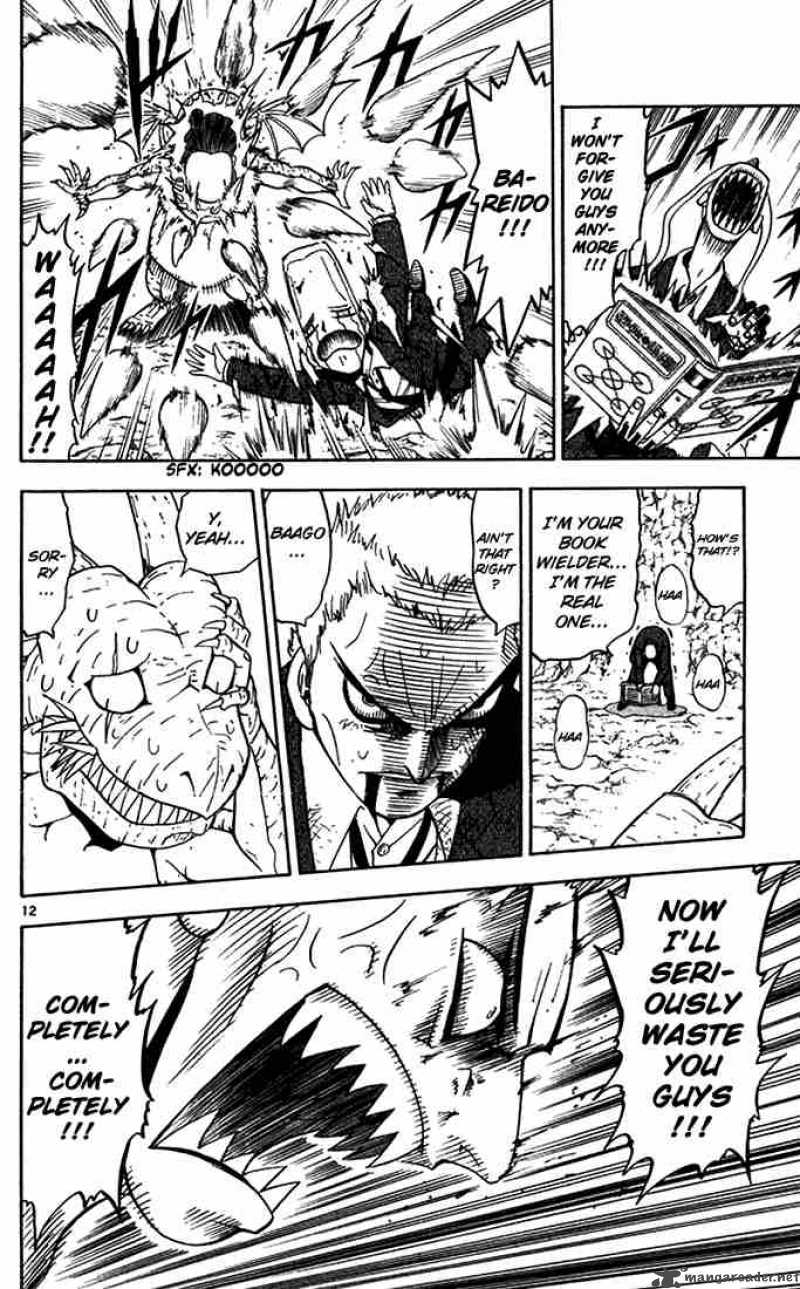 I
WON'T
FOR-
GIVE
YOU
GUYS
ANY-
MORE
!!!
BA-
REIDO
!!!
WAAAAAH!!
SFX: KOOOOO
HOW'S
THAT!?
I'M YOUR
BOOK
WIELDER...
I'M THE
REAL
ONE...
HAA
HAA
HAA
AIN'T
THAT
RIGHT
?
BAAGO
...
Y,
YEAH...
SOR-
RY
...
12
NOW
I'LL
SERI-
OUSLY
WASTE
YOU
GUYS
!!!
COM-
PLETELY
...
COM-
PLETELY
!!!
mangareader.net